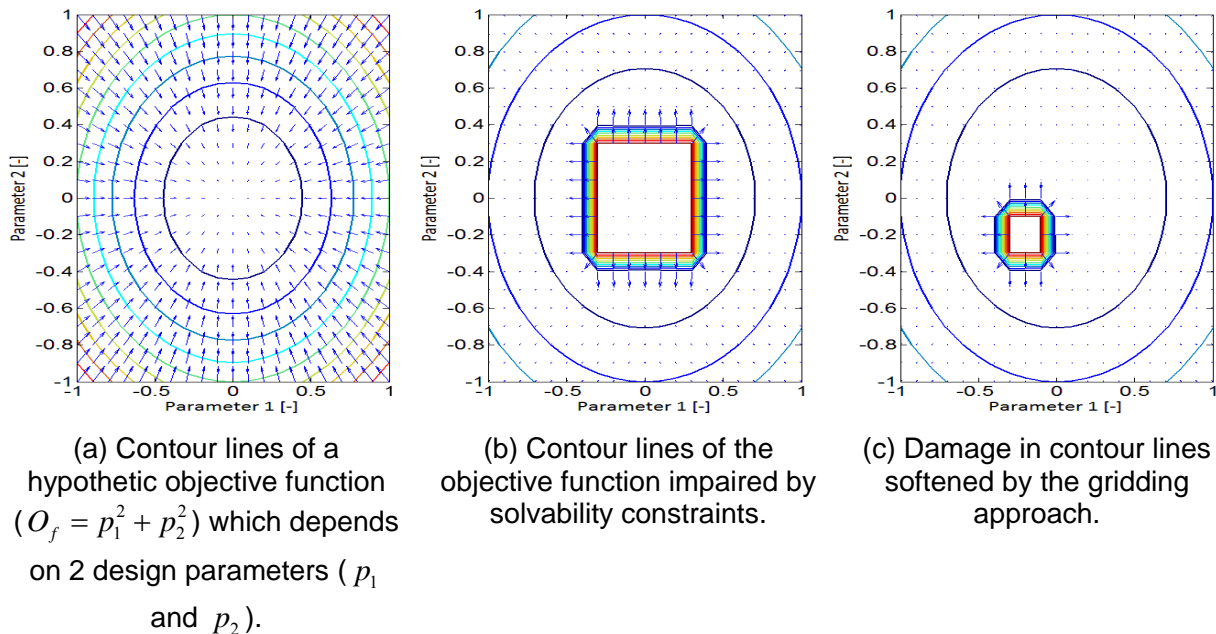 1
0.8
0.6
0.4
0.2
0
-0.2
-0.4
-0.6
-0.8
-1
Parameter 2 [-]
-1 -0.5 0 0.5 1
Parameter 1 [-]
1
0.8
0.6
0.4
0.2
0
-0.2
-0.4
-0.6
-0.8
-1
Parameter 2 [-]
-1 -0.5 0 0.5 1
Parameter 1 [-]
1
0.8
0.6
0.4
0.2
0
-0.2
-0.4
-0.6
-0.8
-1
Parameter 2 [-]
-1 -0.5 0 0.5 1
Parameter 1 [-]
(a) Contour lines of a
hypothetic objective function
( O_f = p_1^2 + p_2^2 ) which depends
on 2 design parameters ( p_1
and p_2 ).
(b) Contour lines of the
objective function impaired by
solvability constraints.
(c) Damage in contour lines
softened by the gridding
approach.